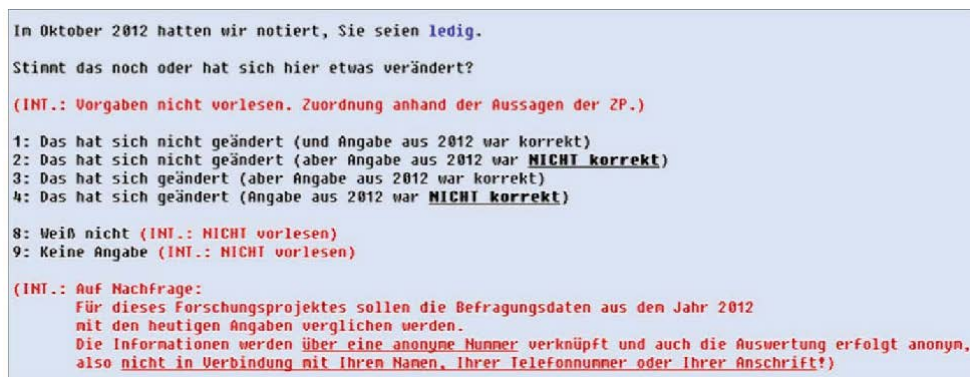 In Oktober 2012 hatten wir notiert, Sie seien ledig.
Stimmt das noch oder hat sich hier etwas verändert?
(INT.: Vorgaben nicht vorlesen. Zuordnung anhand der Aussagen der ZP.)
1: Das hat sich nicht geändert (und Angabe aus 2012 war korrekt)
2: Das hat sich nicht geändert (aber Angabe aus 2012 war NICHT korrekt)
3: Das hat sich geändert (aber Angabe aus 2012 war korrekt)
4: Das hat sich geändert (Angabe aus 2012 war NICHT korrekt)
8: Weiß nicht (INT.: NICHT vorlesen)
9: Keine Angabe (INT.: NICHT vorlesen)
(INT.: Auf Nachfrage:
Für dieses Forschungsprojektes sollen die Befragungsdaten aus dem Jahr 2012
mit den heutigen Angaben verglichen werden.
Die Informationen werden über eine anonyme Nummer verknüpft und auch die Auswertung erfolgt anonym,
also nicht in Verbindung mit Ihrem Namen, Ihrer Telefonnummer oder Ihrer Anschrift!)